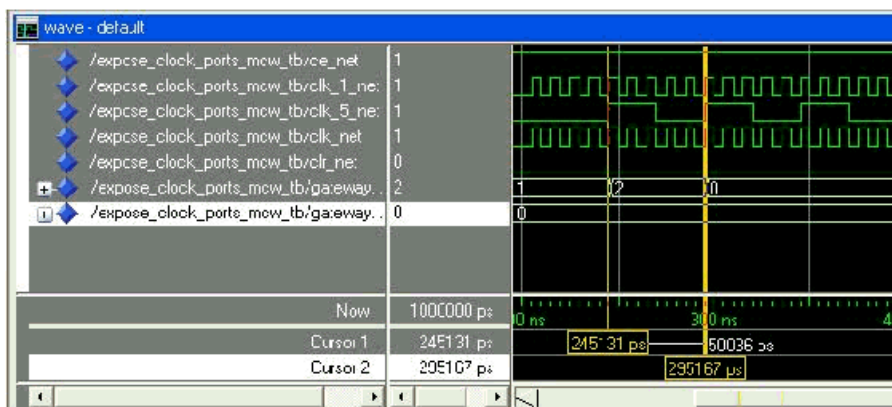 wave - default
/expose_clock_ports_mcw_tb/ce_net 1
/expose_clock_ports_mcw_tb/clk_1_ne: 1
/expose_clock_ports_mcw_tb/clk_5_ne: 1
/expose_clock_ports_mcw_tb/clk_net 1
/expose_clock_ports_mcw_tb/clr_ne: 0
/expose_clock_ports_mcw_tb/gateway... 2 1 2 0
/expose_clock_ports_mcw_tb/gateway... 0 0
Now 1000000 ps 00 ns 300 ns 4
Cursor 1 245131 ps 245131 ps 50036 ps
Cursor 2 295167 ps 295167 ps